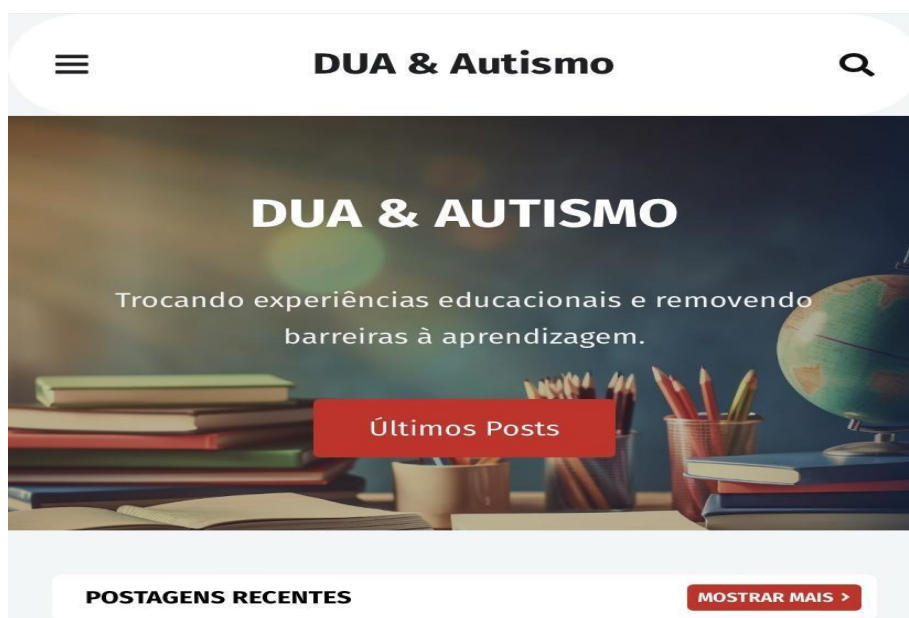 DUA & Autismo
DUA & AUTISMO
Trocando experiências educacionais e removendo
barreiras à aprendizagem.
Últimos Posts
POSTAGENS RECENTES
MOSTRAR MAIS >